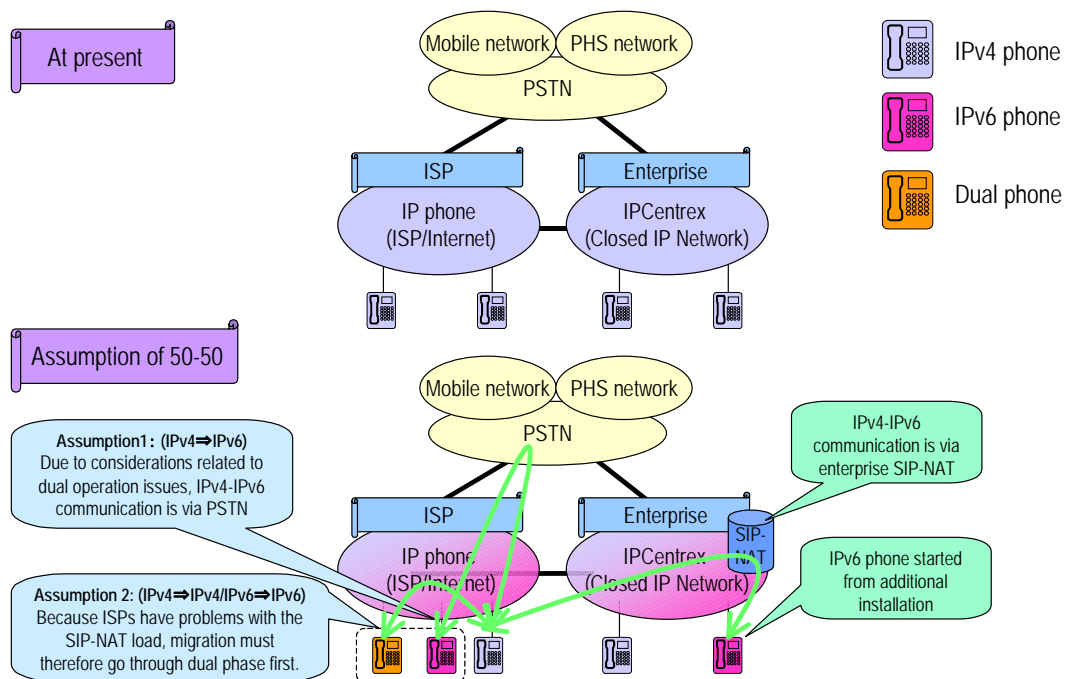 At present
Mobile network
PHS network
PSTN
ISP
Enterprise
IP phone
(ISP/Internet)
IPCentrex
(Closed IP Network)
IPv4 phone
IPv6 phone
Dual phone
Assumption of 50-50
Mobile network
PHS network
PSTN
Assumption1: (IPv4⇒IPv6)
Due to considerations related to
dual operation issues, IPv4-IPv6
communication is via PSTN
IPv4-IPv6
communication is via
enterprise SIP-NAT
ISP
Enterprise
SIP-
NAT
IP phone
(ISP/Internet)
IPCentrex
(Closed IP Network)
IPv6 phone started
from additional
installation
Assumption 2: (IPv4⇒IPv4/IPV6⇒IPv6)
Because ISPs have problems with the
SIP-NAT load, migration must
therefore go through dual phase first.